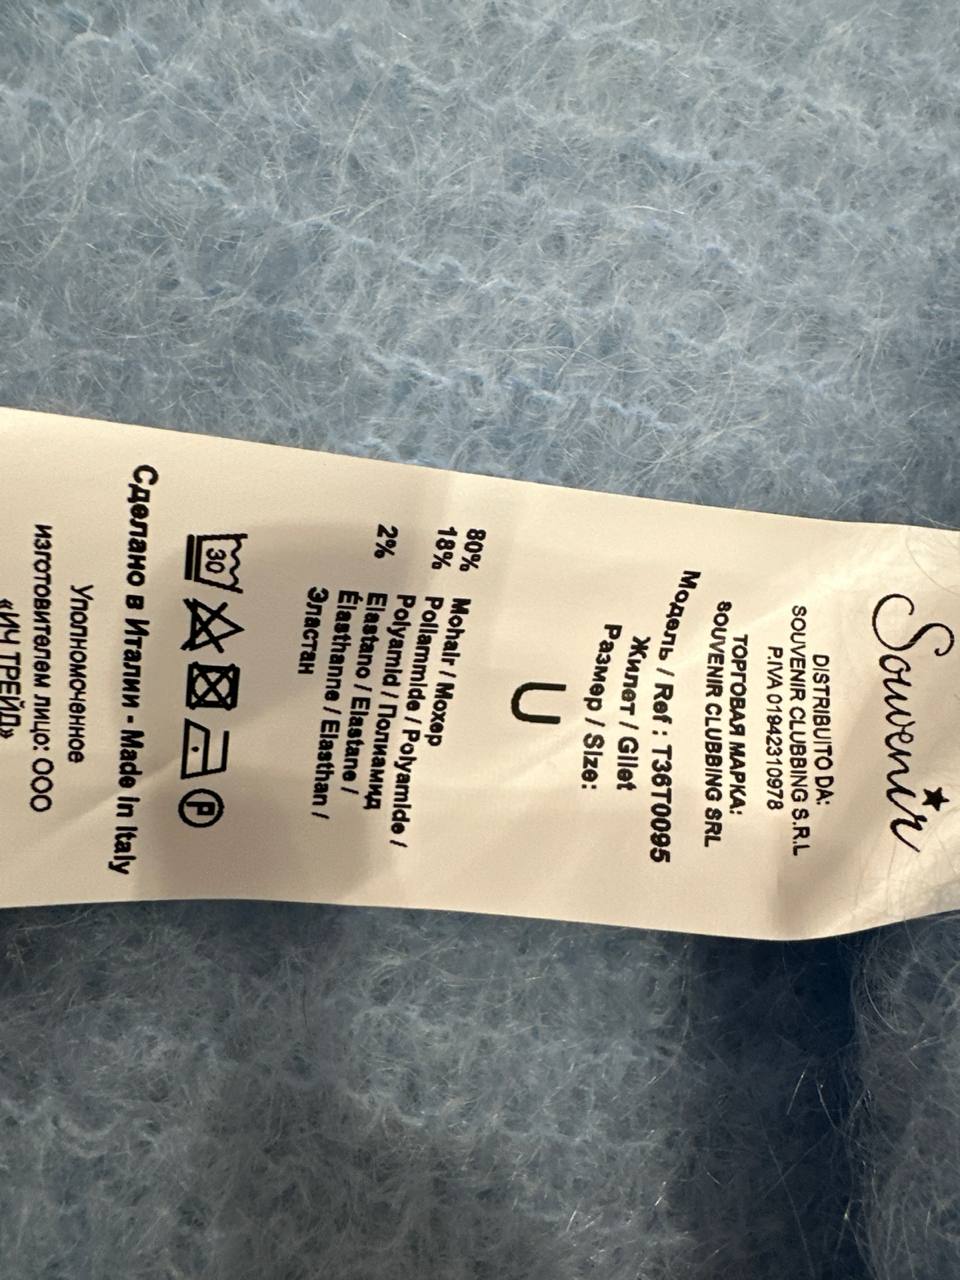 Souvenir
DISTRIBUITO DA:
SOUVENIR CLUBBING S.R.L
P.IVA 01942310978
ТОРГОВАЯ МАРКА:
SOUVENIR CLUBBING SRL
Модель / Ref : T36T0095
Жилет / Gilet
Размер / Size:
U
80% Mohair / Мохер
18% Poliammide / Polyamide /
Polyamid / Полиамид
2% Elastano / Elastane /
Élasthanne / Elasthan /
Эластан
30
P
Сделано в Италии - Made in Italy
Уполномоченное
изготовителем лицо: ООО
«ИЧ ТРЕЙД»